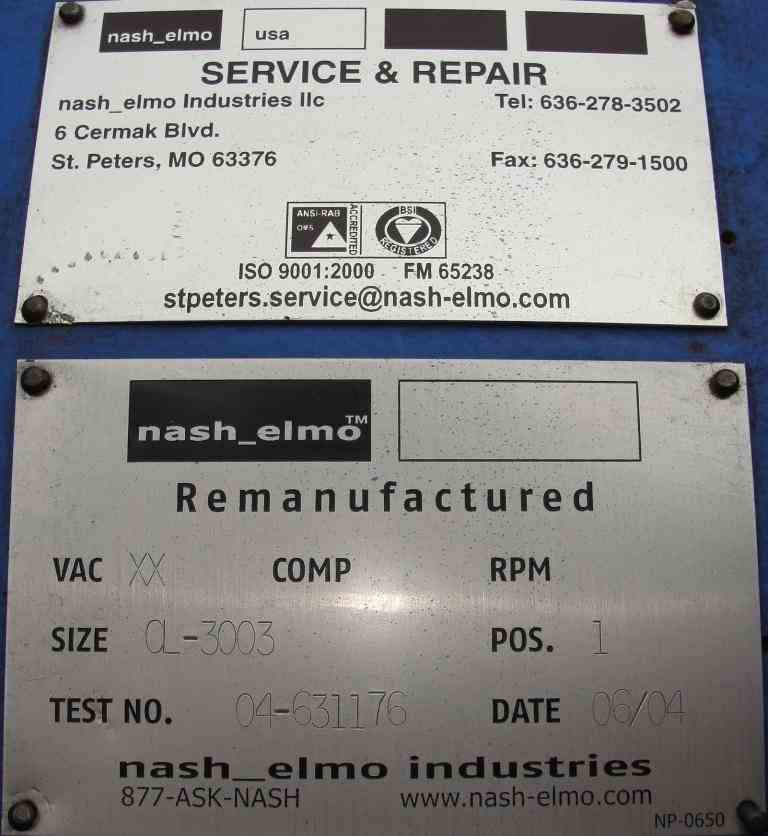 nash_elmo usa
SERVICE & REPAIR
nash_elmo Industries llc Tel: 636-278-3502
6 Cermak Blvd.
St. Peters, MO 63376 Fax: 636-279-1500
ANSI-RAB ACCREDITED BSI
QMS REGISTERED
ISO 9001:2000 FM 65238
stpeters.service@nash-elmo.com
nash_elmo™
Remanufactured
VAC XX COMP RPM
SIZE CL-3003 POS. 1
TEST NO. 04-631176 DATE 06/04
nash_elmo industries
877-ASK-NASH www.nash-elmo.com
NP-0650